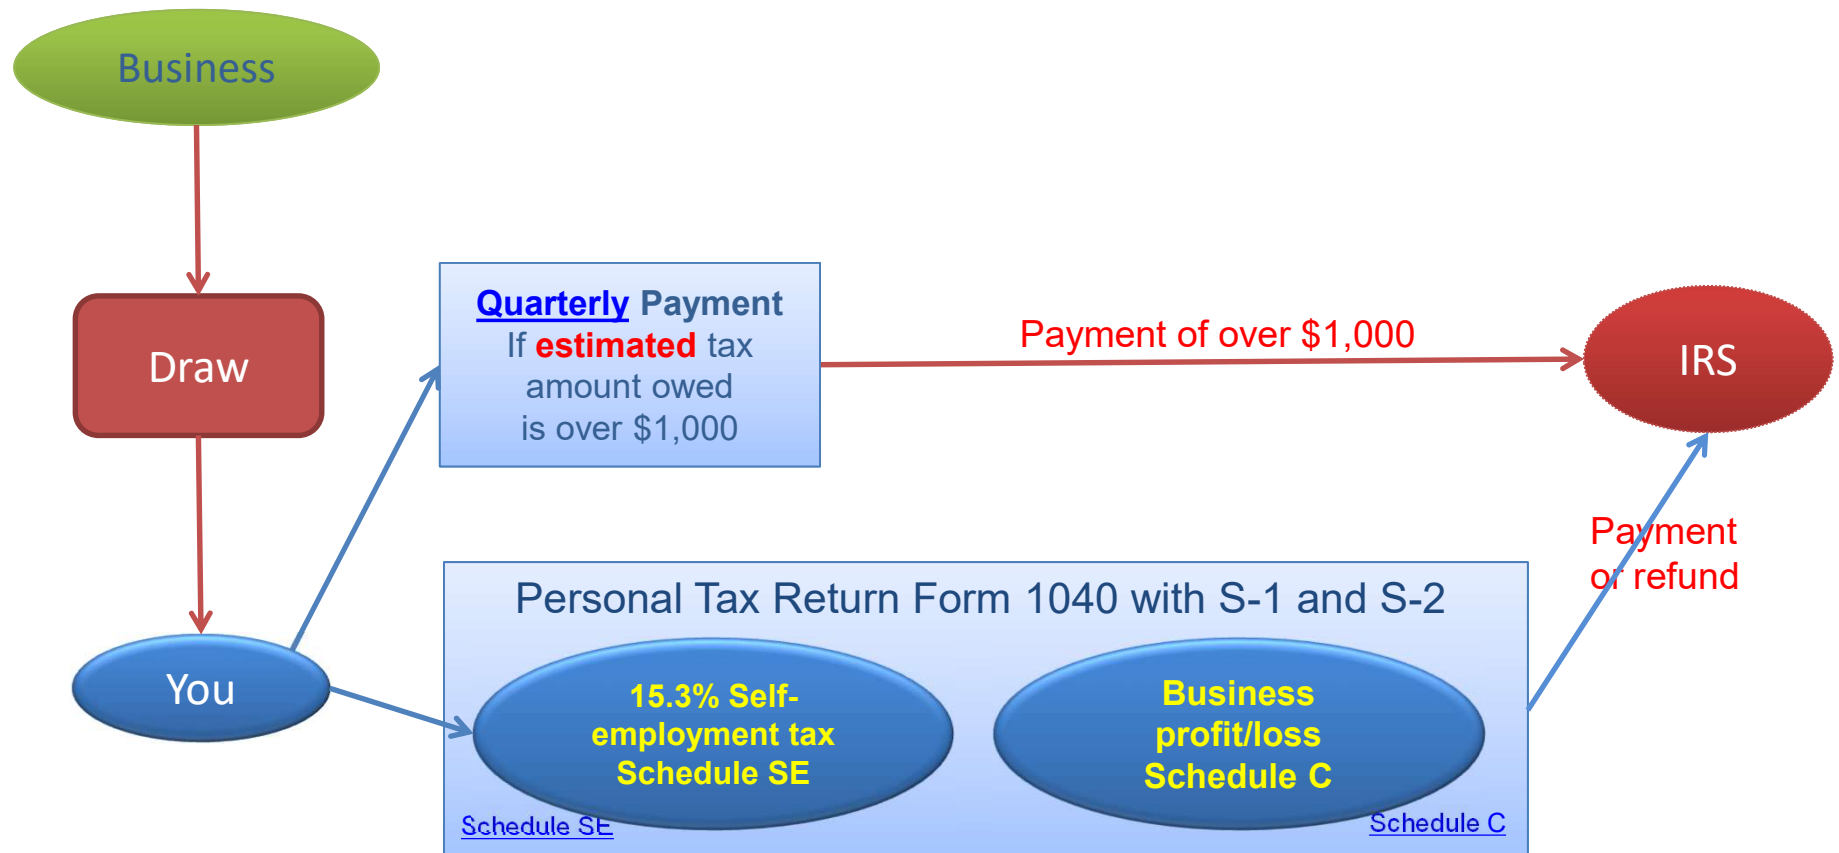 Business
Draw
You
Quarterly Payment
If estimated tax
amount owed
is over $1,000
Payment of over $1,000
IRS
Payment
or refund
Personal Tax Return Form 1040 with S-1 and S-2
15.3% Self-
employment tax
Schedule SE
Business
profit/loss
Schedule C
Schedule SE
Schedule C